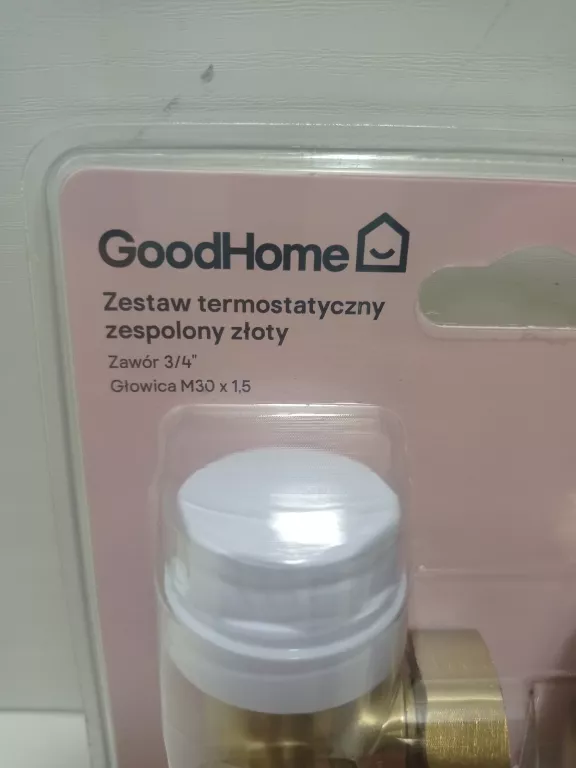 GoodHome
Zestaw termostatyczny
zespolony złoty
Zawór 3/4"
Głowica M30 x 1,5